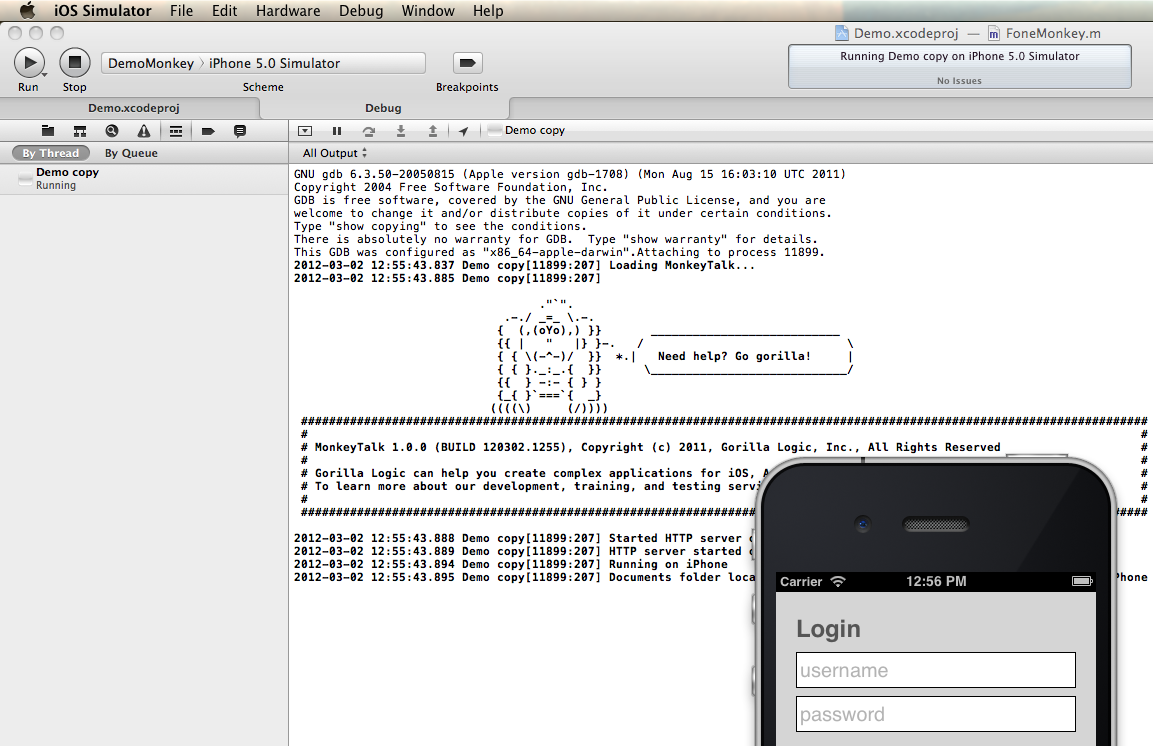 iOS Simulator File Edit Hardware Debug Window Help
Demo.xcodeproj — FoneMonkey.m
Run Stop
DemoMonkey 〉 iPhone 5.0 Simulator
Scheme
Breakpoints
Running Demo copy on iPhone 5.0 Simulator
No Issues
Demo.xcodeproj Debug
Demo copy
By Thread By Queue
All Output
Demo copy
Running
GNU gdb 6.3.50-20050815 (Apple version gdb-1708) (Mon Aug 15 16:03:10 UTC 2011)
Copyright 2004 Free Software Foundation, Inc.
GDB is free software, covered by the GNU General Public License, and you are
welcome to change it and/or distribute copies of it under certain conditions.
Type "show copying" to see the conditions.
There is absolutely no warranty for GDB.  Type "show warranty" for details.
This GDB was configured as "x86_64-apple-darwin".Attaching to process 11899.
2012-03-02 12:55:43.837 Demo copy[11899:207] Loading MonkeyTalk...
2012-03-02 12:55:43.885 Demo copy[11899:207]
Need help? Go gorilla!
# MonkeyTalk 1.0.0 (BUILD 120302.1255), Copyright (c) 2011, Gorilla Logic, Inc., All Rights Reserved #
# Gorilla Logic can help you create complex applications for iOS, #
# To learn more about our development, training, and testing #
2012-03-02 12:55:43.888 Demo copy[11899:207] Started HTTP server
2012-03-02 12:55:43.889 Demo copy[11899:207] HTTP server started
2012-03-02 12:55:43.894 Demo copy[11899:207] Running on iPhone
2012-03-02 12:55:43.895 Demo copy[11899:207] Documents folder
Carrier 12:56 PM
Login
username
password